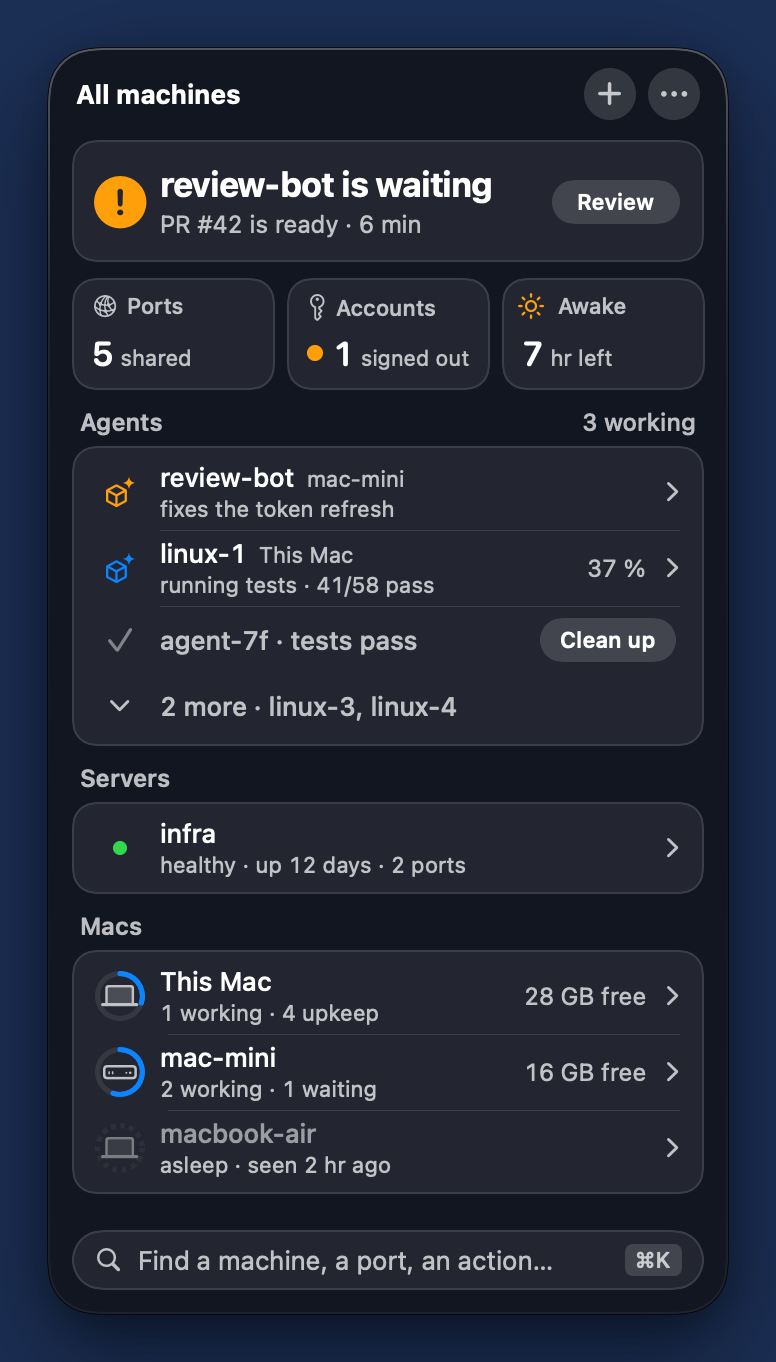 All machines
review-bot is waiting
PR #42 is ready · 6 min
Review
Ports
5 shared
Accounts
1 signed out
Awake
7 hr left
Agents
3 working
review-bot mac-mini
fixes the token refresh
linux-1 This Mac
running tests · 41/58 pass
37 %
agent-7f · tests pass
Clean up
2 more · linux-3, linux-4
Servers
infra
healthy · up 12 days · 2 ports
Macs
This Mac
1 working · 4 upkeep
28 GB free
mac-mini
2 working · 1 waiting
16 GB free
macbook-air
asleep · seen 2 hr ago
Find a machine, a port, an action...
⌘K